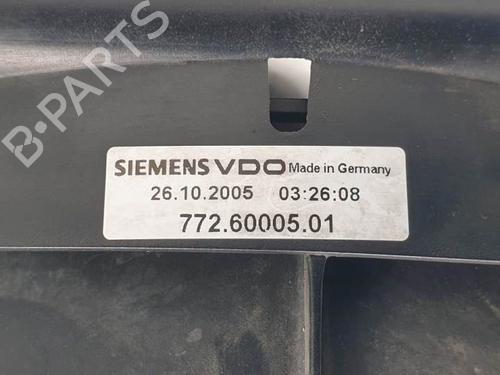 B-PARTS
SIEMENS VDO Made in Germany
26.10.2005 03:26:08
772.60005.01